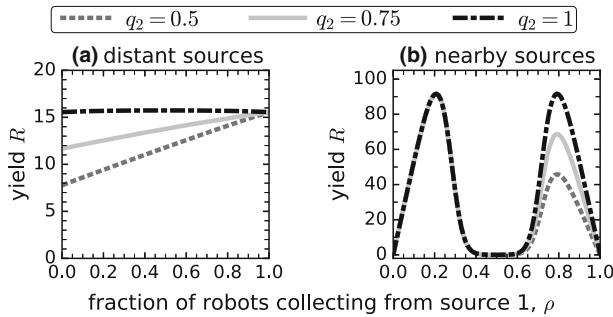 q₂ = 0.5 q₂ = 0.75 q₂ = 1
(a) distant sources
(b) nearby sources
yield R
20
15
10
5
0
0.0 0.2 0.4 0.6 0.8 1.0
yield R
100
80
60
40
20
0
0.0 0.2 0.4 0.6 0.8 1.0
fraction of robots collecting from source 1, ρ